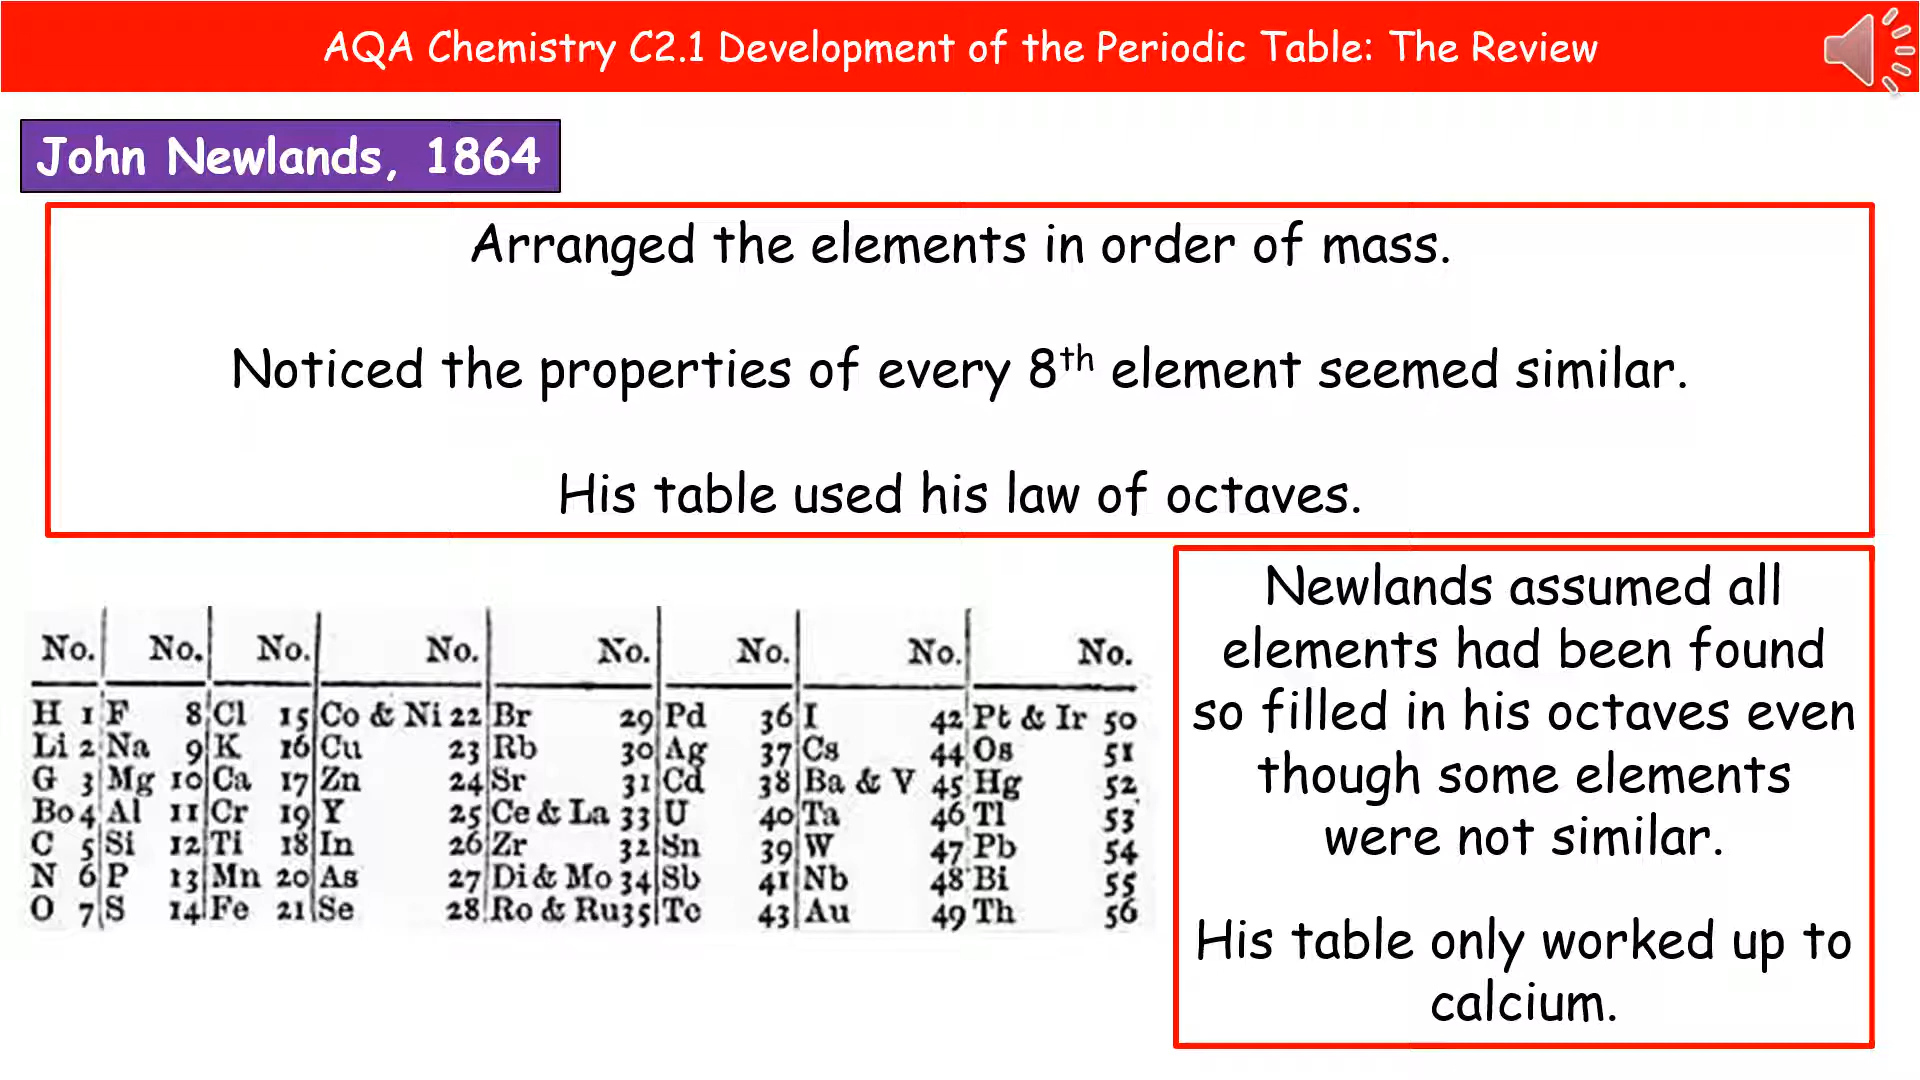 AQA Chemistry C2.1 Development of the Periodic Table: The Review
John Newlands, 1864
Arranged the elements in order of mass.
Noticed the properties of every 8th element seemed similar.
His table used his law of octaves.
No. No. No. No. No. No. No. No.
H 1 F 8 Cl 15 Co & Ni 22 Br 29 Pd 36 I 42 Pt & Ir 50
Li 2 Na 9 K 16 Cu 23 Rb 30 Ag 37 Cs 44 Os 51
G 3 Mg 10 Ca 17 Zn 24 Sr 31 Cd 38 Ba & V 45 Hg 52
Bo 4 Al 11 Cr 19 Y 25 Ce & La 33 U 40 Ta 46 Tl 53
C 5 Si 12 Ti 18 In 26 Zr 32 Sn 39 W 47 Pb 54
N 6 P 13 Mn 20 As 27 Di & Mo 34 Sb 41 Nb 48 Bi 55
O 7 S 14 Fe 21 Se 28 Ro & Ru 35 Te 43 Au 49 Th 56
Newlands assumed all
elements had been found
so filled in his octaves even
though some elements
were not similar.
His table only worked up to
calcium.